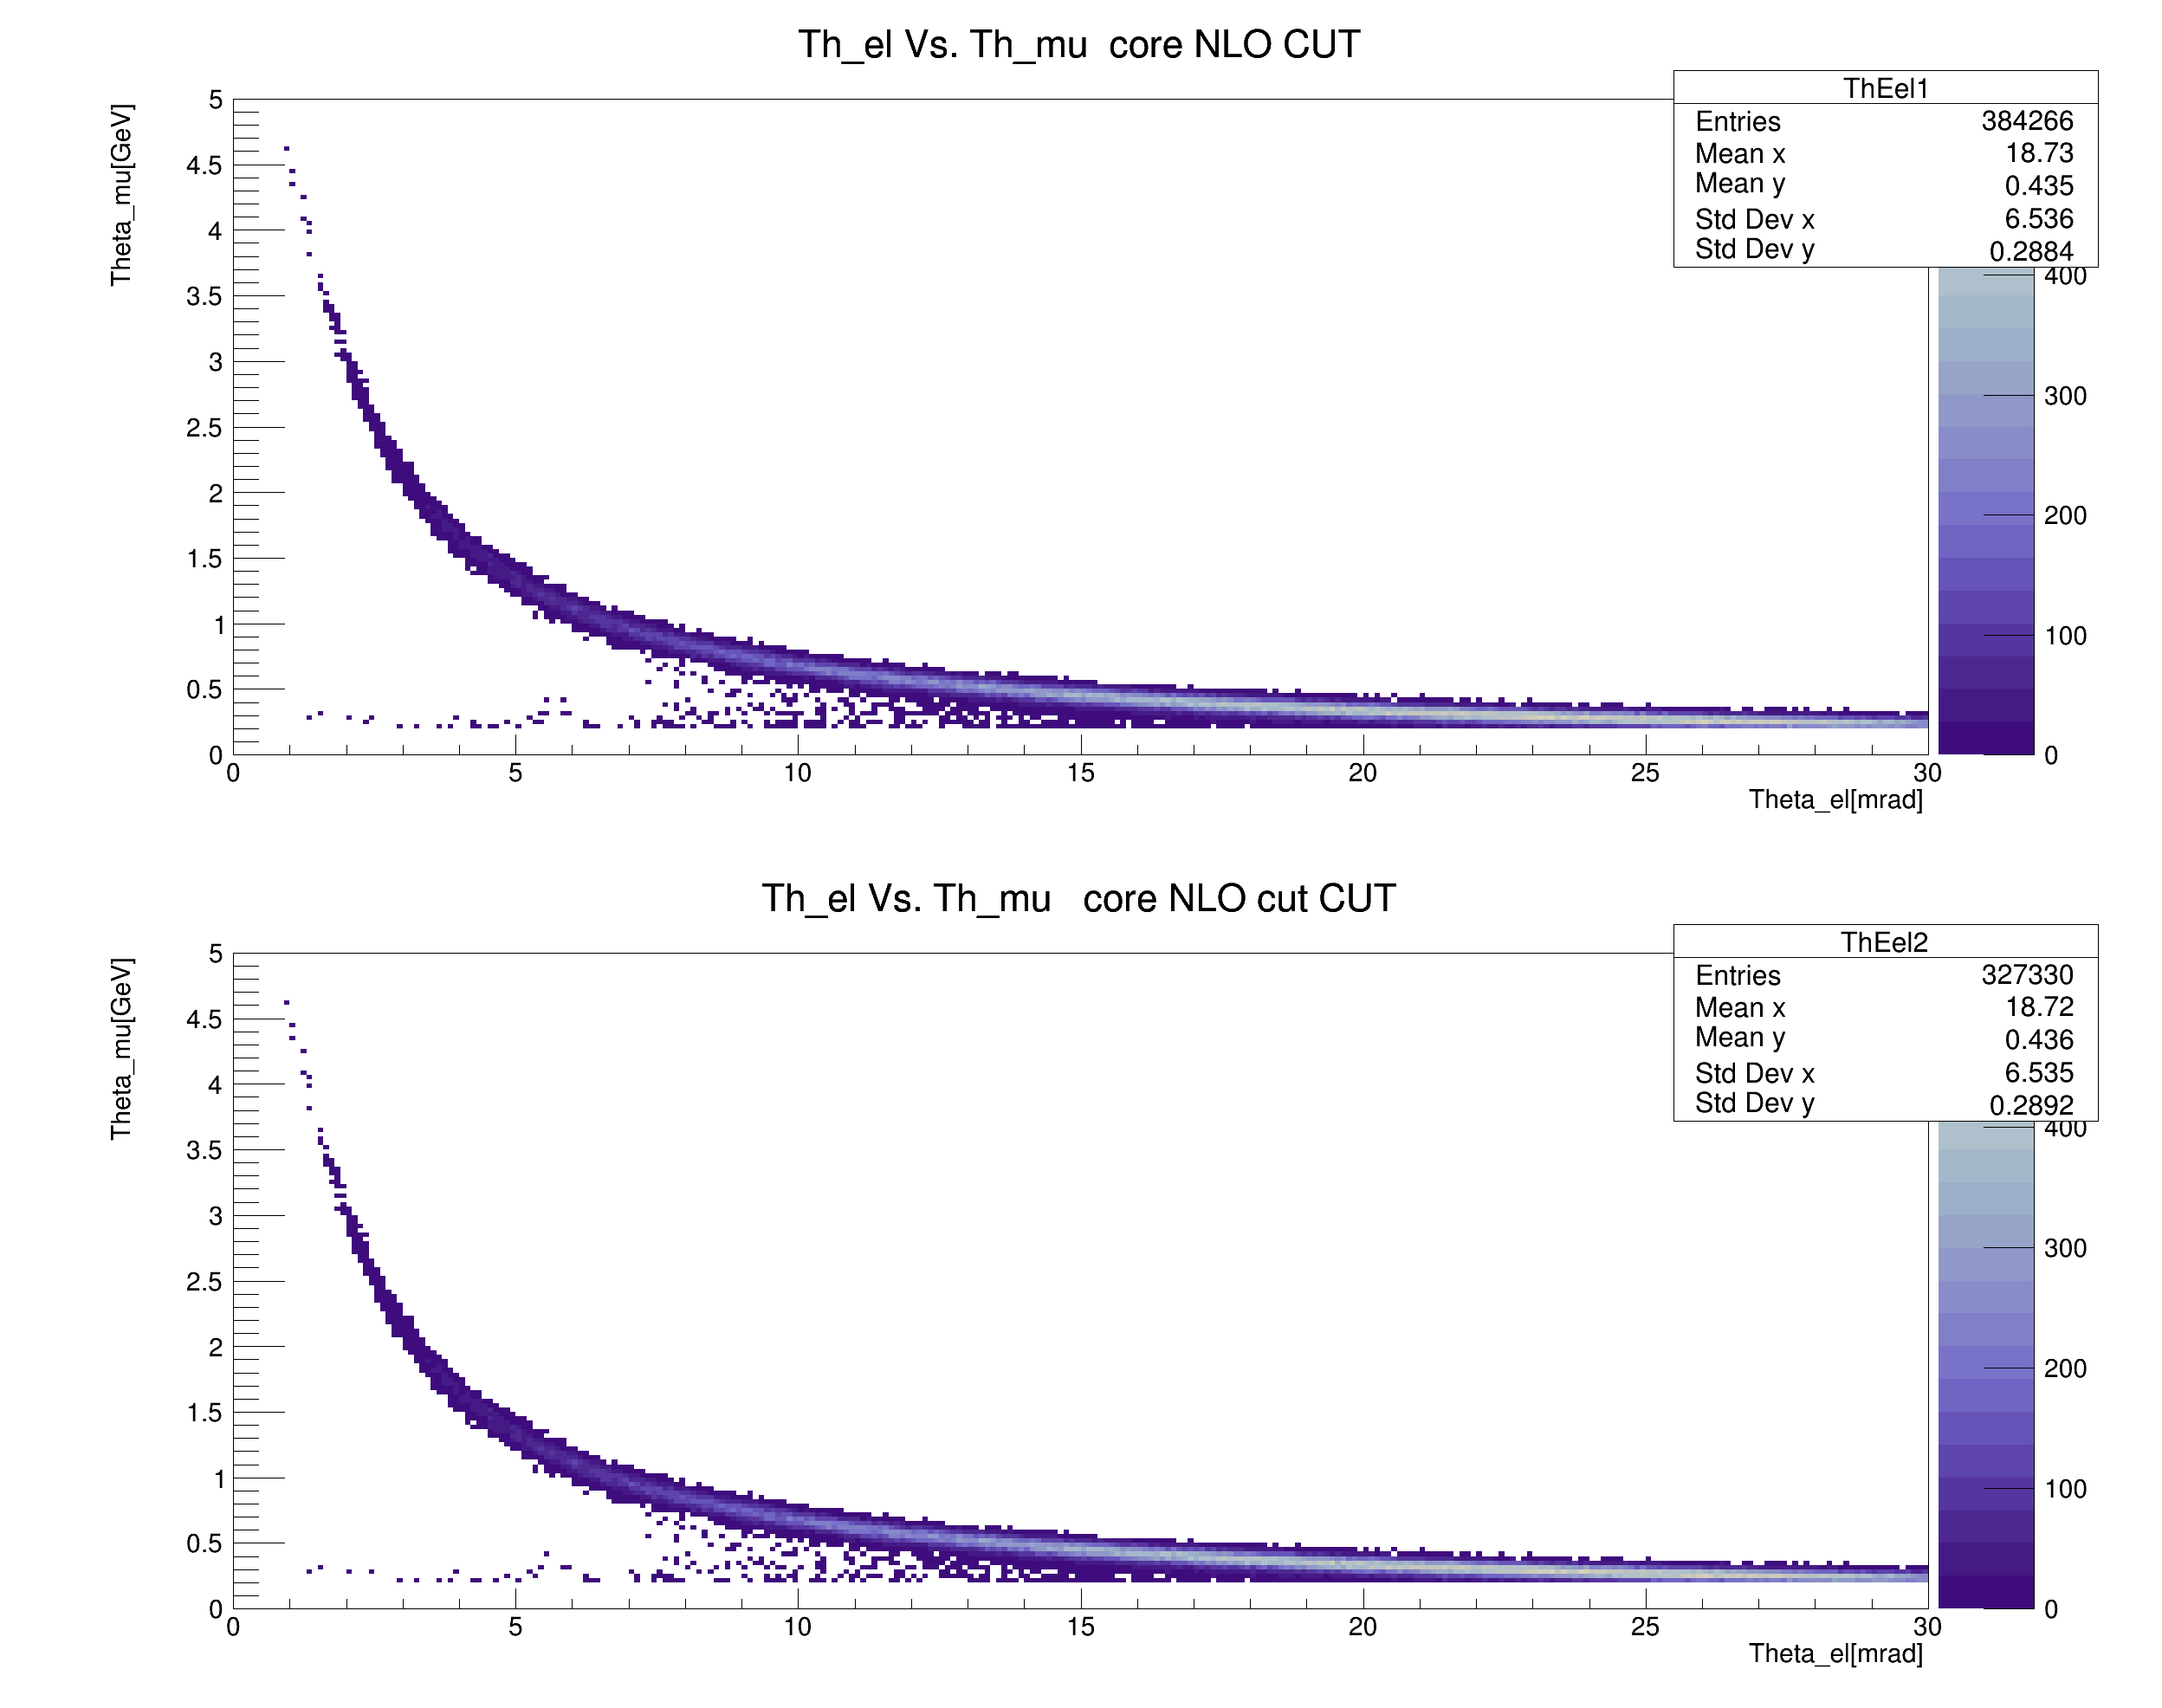 Th_el Vs. Th_mu  core NLO CUT
ThEel1
Entries 384266
Mean x 18.73
Mean y 0.435
Std Dev x 6.536
Std Dev y 0.2884
Theta_mu[GeV]
5
4.5
4
3.5
3
2.5
2
1.5
1
0.5
0
0 5 10 15 20 25 30
Theta_el[mrad]
400
300
200
100
0
Th_el Vs. Th_mu   core NLO cut CUT
ThEel2
Entries 327330
Mean x 18.72
Mean y 0.436
Std Dev x 6.535
Std Dev y 0.2892
Theta_mu[GeV]
5
4.5
4
3.5
3
2.5
2
1.5
1
0.5
0
0 5 10 15 20 25 30
Theta_el[mrad]
400
300
200
100
0